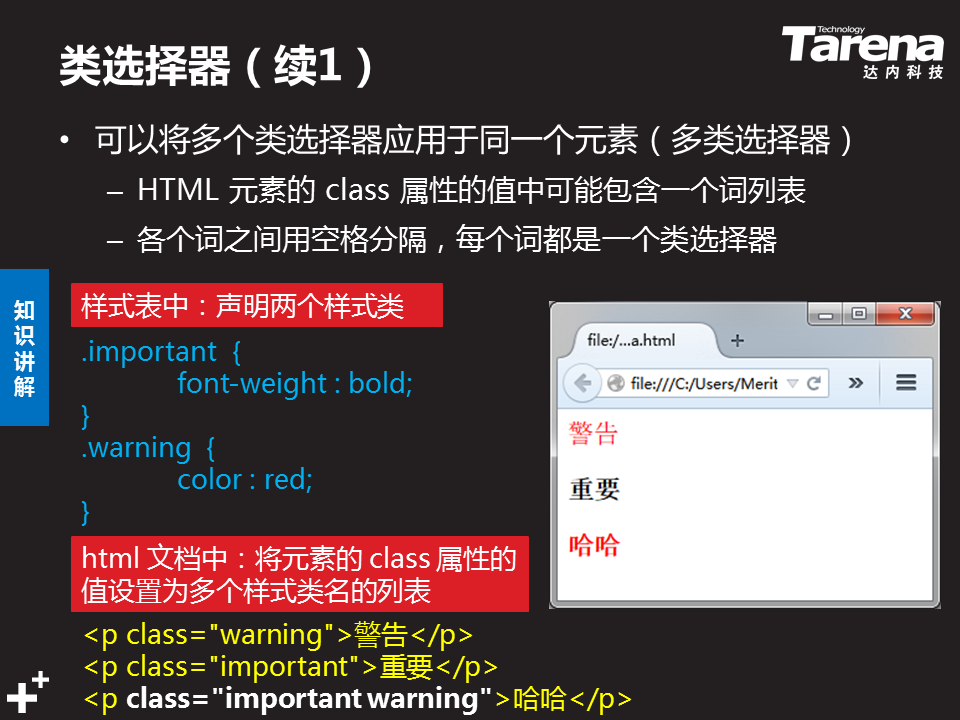 类选择器（续1）
Technology
Tarena
达内科技
• 可以将多个类选择器应用于同一个元素（多类选择器）
– HTML 元素的 class 属性的值中可能包含一个词列表
– 各个词之间用空格分隔，每个词都是一个类选择器
知识讲解
样式表中：声明两个样式类
.important {
font-weight : bold;
}
.warning {
color : red;
}
file:/...a.html
file:///C:/Users/Merit
警告
重要
哈哈
html 文档中：将元素的 class 属性的
值设置为多个样式类名的列表
<p class="warning">警告</p>
<p class="important">重要</p>
<p class="important warning">哈哈</p>